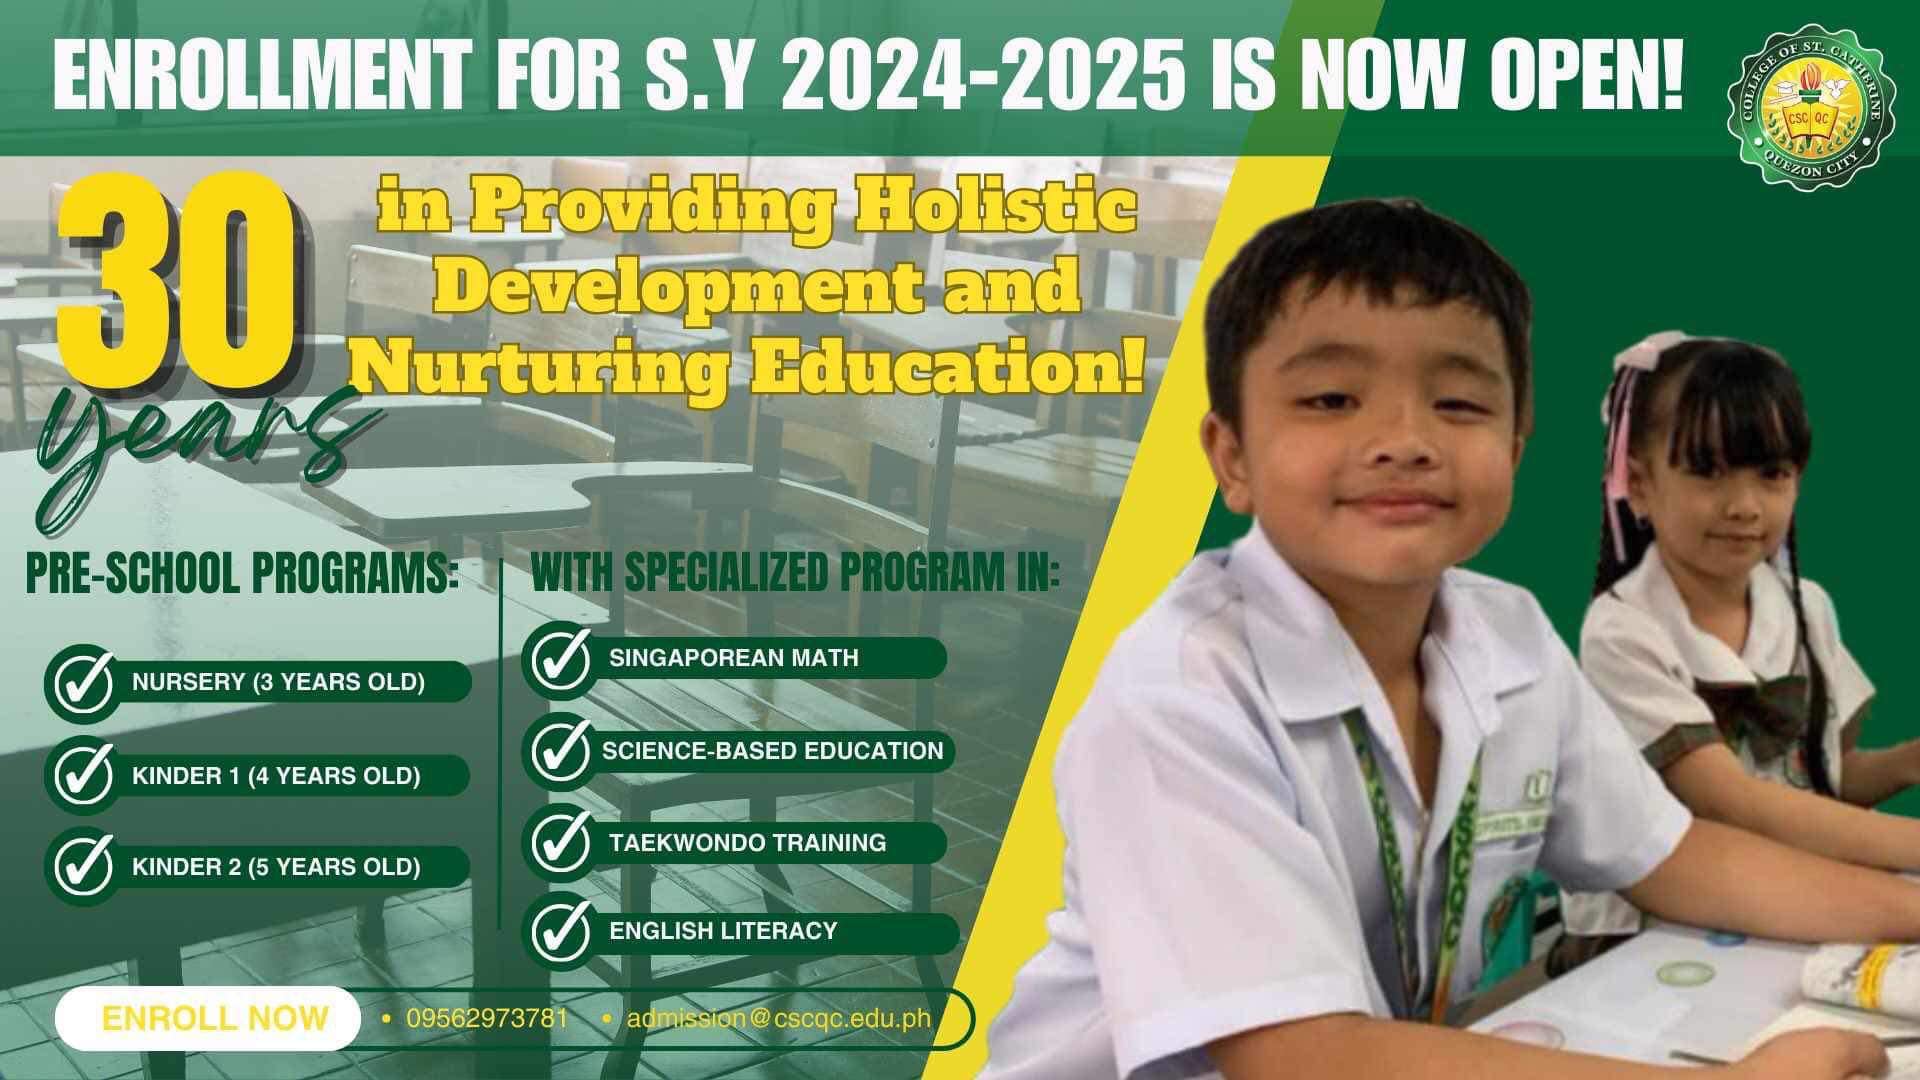 ENROLLMENT FOR S.Y 2024-2025 IS NOW OPEN!
COLLEGE OF ST. CATHERINE
CSC QC
QUEZON CITY
30
years
in Providing Holistic
Development and
Nurturing Education!
PRE-SCHOOL PROGRAMS:
NURSERY (3 YEARS OLD)
KINDER 1 (4 YEARS OLD)
KINDER 2 (5 YEARS OLD)
WITH SPECIALIZED PROGRAM IN:
SINGAPOREAN MATH
SCIENCE-BASED EDUCATION
TAEKWONDO TRAINING
ENGLISH LITERACY
ENROLL NOW
• 09562973781 • admission@cscqc.edu.ph